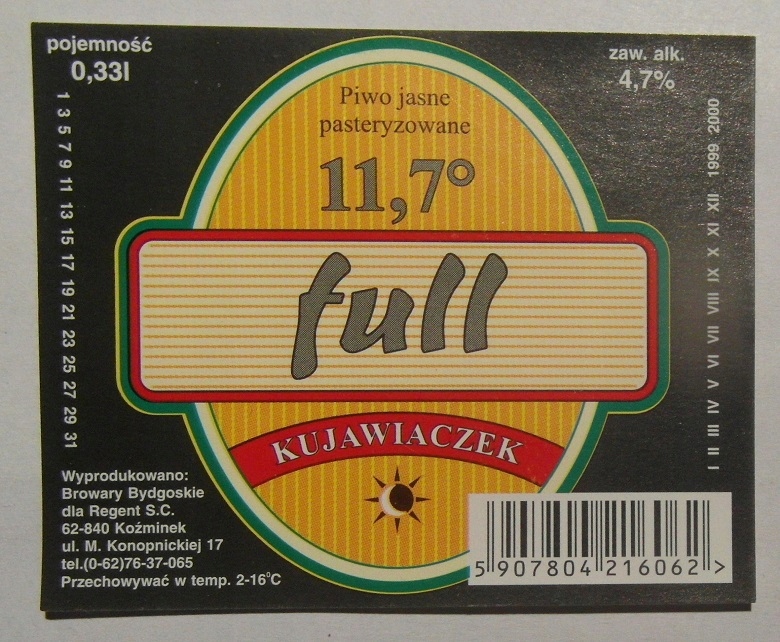 pojemność
0,33l
zaw. alk.
4,7%
Piwo jasne
pasteryzowane
11,7°
full
KUJAWIACZEK
1 3 5 7 9 11 13 15 17 19 21 23 25 27 29 31
I II III IV V VI VII VIII IX X XI XII 1999 2000
Wyprodukowano:
Browary Bydgoskie
dla Regent S.C.
62-840 Koźminek
ul. M. Konopnickiej 17
tel.(0-62)76-37-065
Przechowywać w temp. 2-16°C
5 907804 216062 >